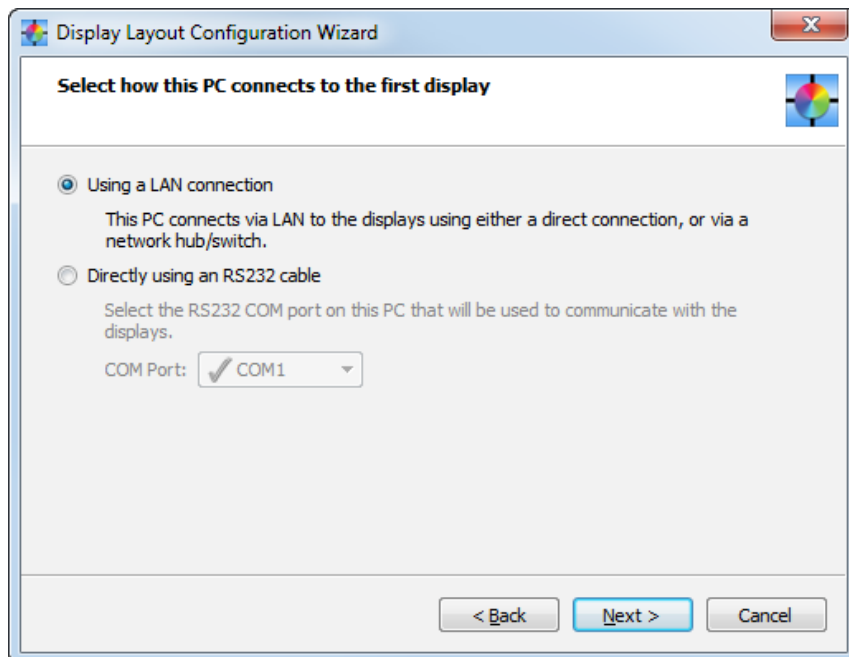 Display Layout Configuration Wizard
Select how this PC connects to the first display
Using a LAN connection
This PC connects via LAN to the displays using either a direct connection, or via a
network hub/switch.
Directly using an RS232 cable
Select the RS232 COM port on this PC that will be used to communicate with the
displays.
COM Port: COM1
< Back Next > Cancel